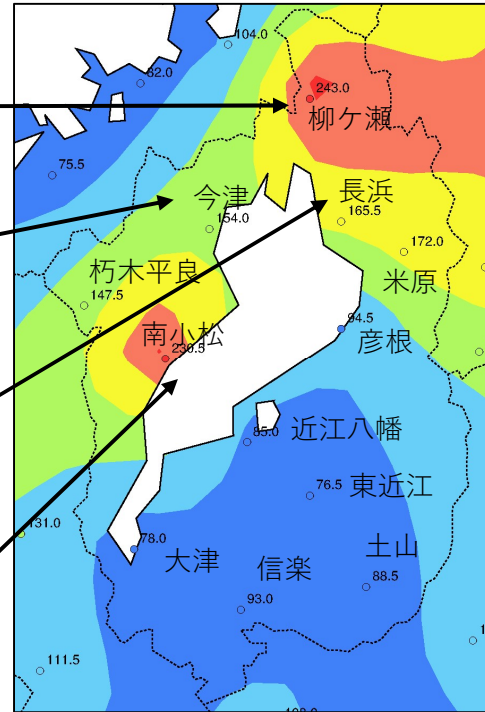 104.0
82.0
243.0
柳ケ瀬
75.5
今津
154.0
長浜
165.5
172.0
朽木平良
147.5
米原
南小松
230.5
94.5
彦根
近江八幡
85.0
76.5
東近江
131.0
78.0
大津
信楽
土山
88.5
93.0
111.5